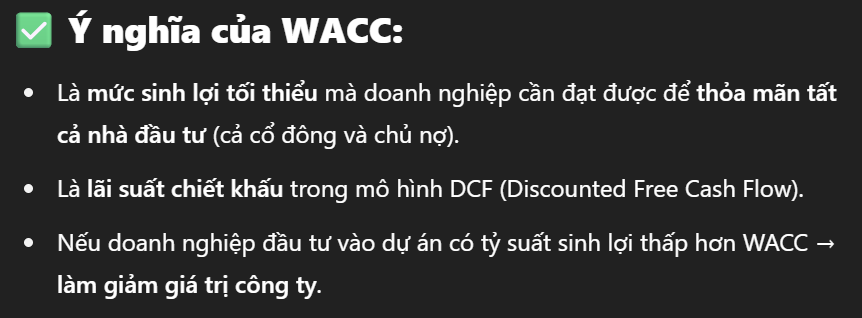 ✅ Ý nghĩa của WACC:
• Là mức sinh lợi tối thiểu mà doanh nghiệp cần đạt được để thỏa mãn tất
cả nhà đầu tư (cả cổ đông và chủ nợ).
• Là lãi suất chiết khấu trong mô hình DCF (Discounted Free Cash Flow).
• Nếu doanh nghiệp đầu tư vào dự án có tỷ suất sinh lợi thấp hơn WACC →
làm giảm giá trị công ty.